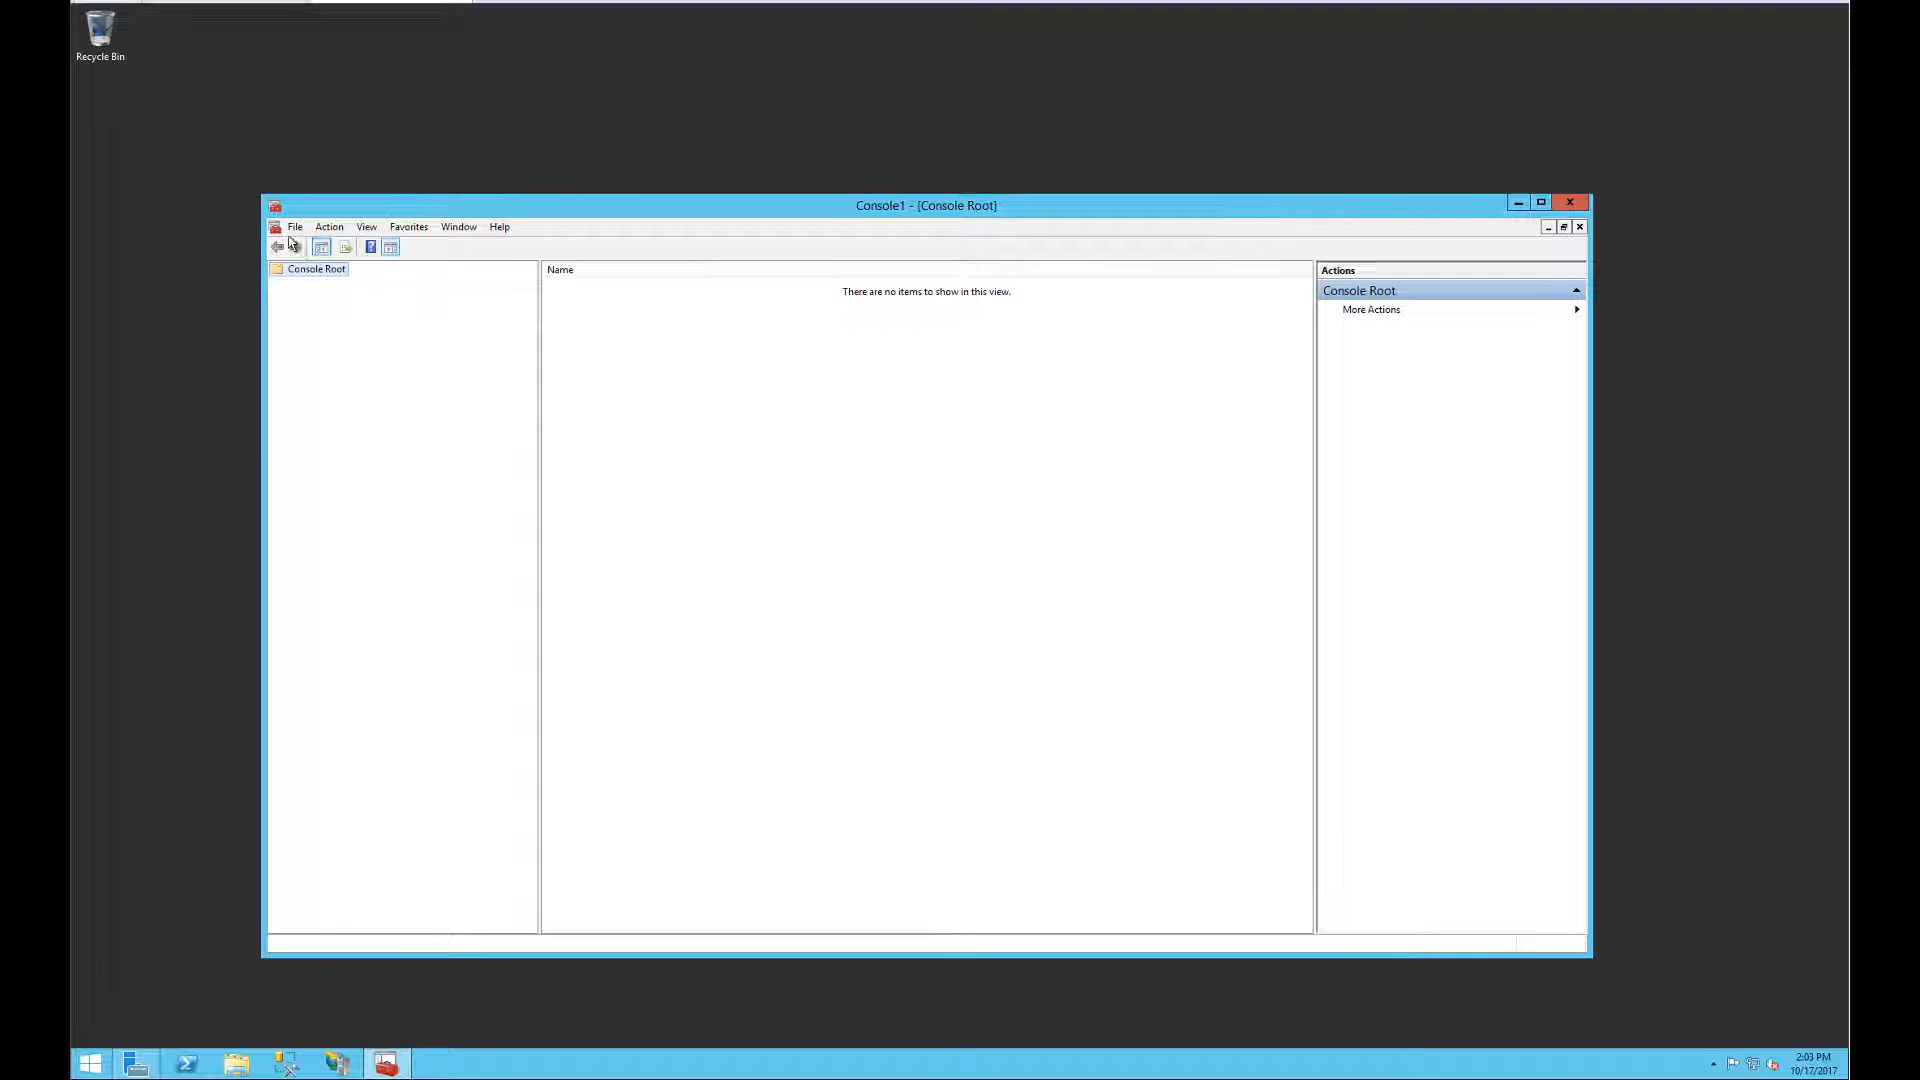 Recycle Bin
Console1 - [Console Root]
File Action View Favorites Window Help
Console Root
Name
There are no items to show in this view.
Actions
Console Root
More Actions
2:03 PM
10/17/2017